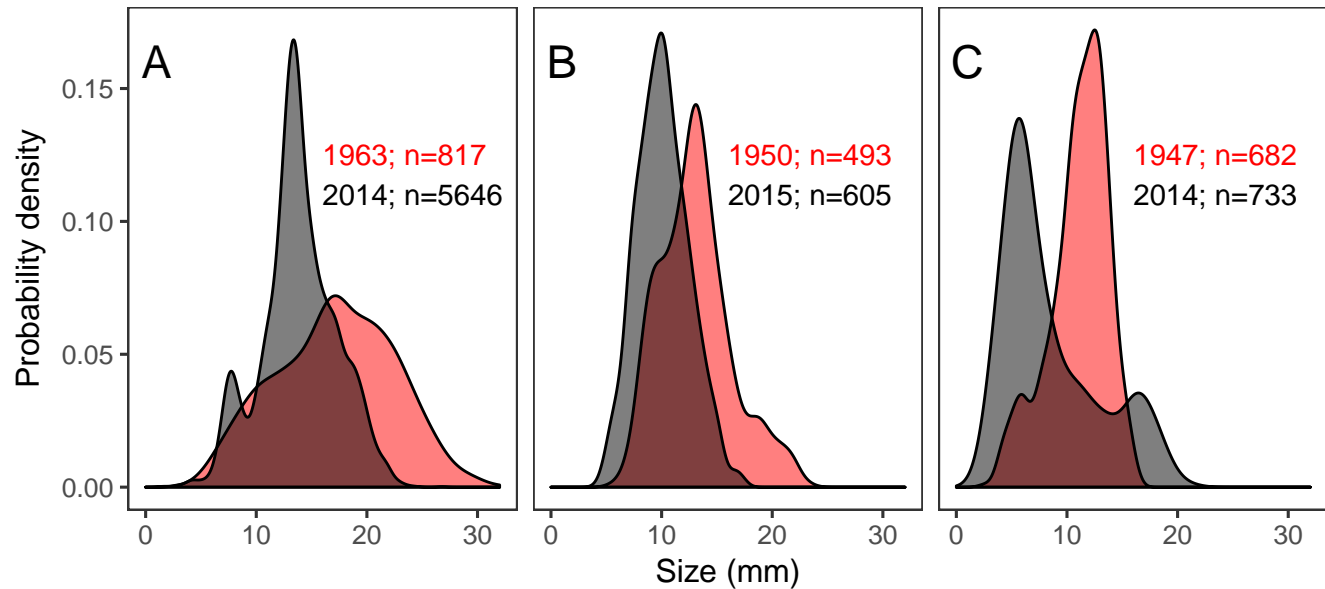 A
B
C
1963; n=817
2014; n=5646
1950; n=493
2015; n=605
1947; n=682
2014; n=733
Probability density
0.15
0.10
0.05
0.00
0 10 20 30
0 10 20 30
0 10 20 30
Size (mm)